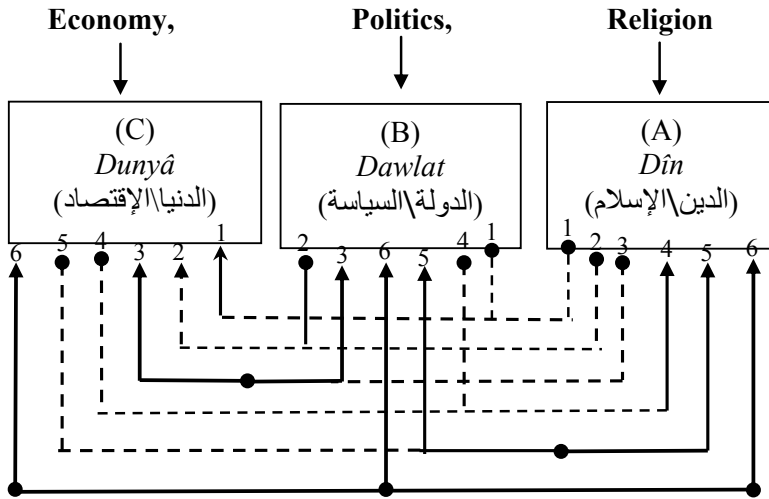 Economy, Politics, Religion
(C) (B) (A)
Dunyâ Dawlat Dîn
(الدنيا\الإقتصاد) (الدولة\السياسة) (الدين\الإسلام)
6 5 4 3 2 1 2 3 6 5 4 1 1 2 3 4 5 6